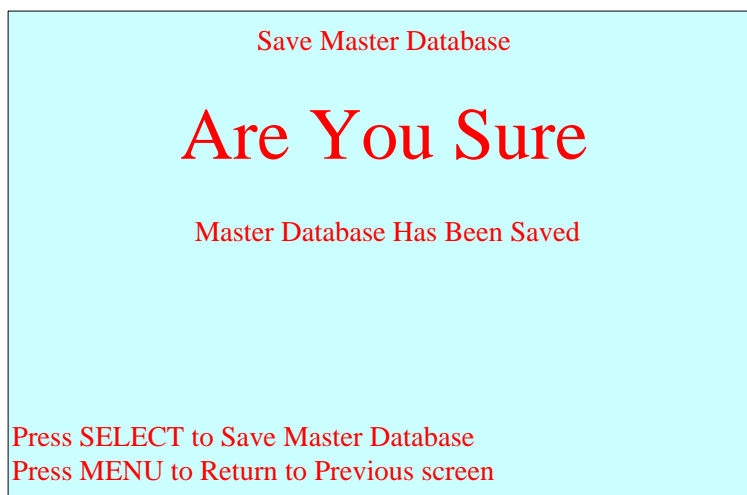 Save Master Database
Are You Sure
Master Database Has Been Saved
Press SELECT to Save Master Database
Press MENU to Return to Previous screen